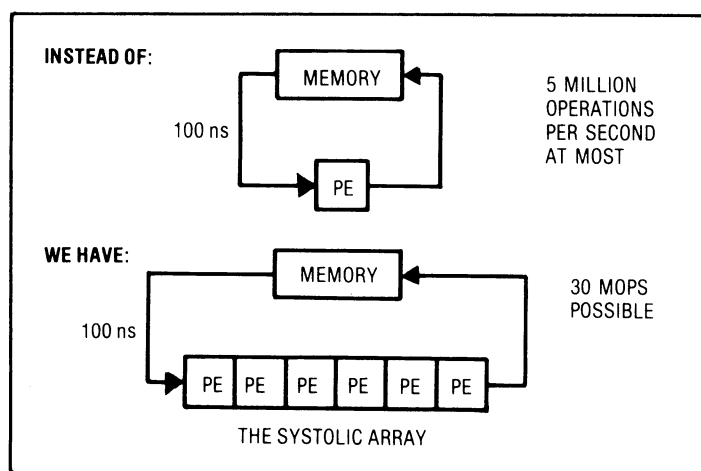 INSTEAD OF:
MEMORY
100 ns
PE
5 MILLION
OPERATIONS
PER SECOND
AT MOST
WE HAVE:
MEMORY
100 ns
PE PE PE PE PE PE
30 MOPS
POSSIBLE
THE SYSTOLIC ARRAY